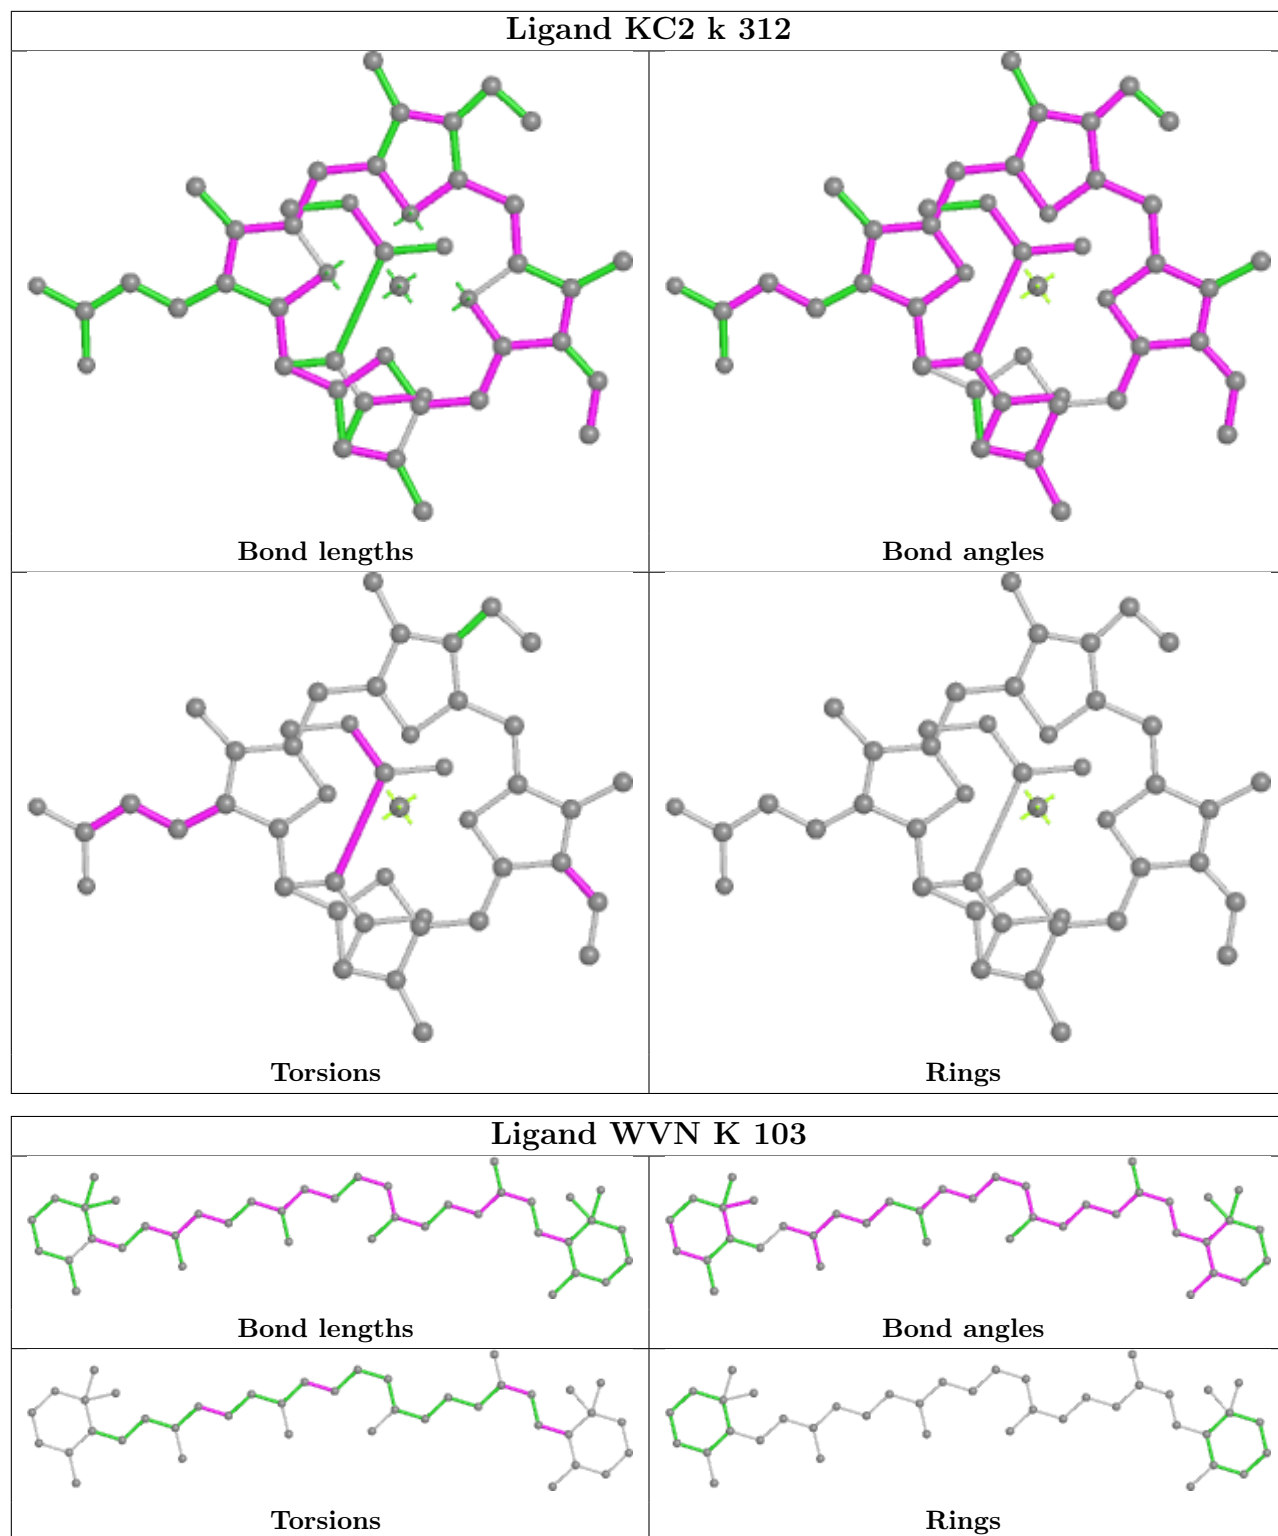 Ligand KC2 k 312
Bond lengths
Bond angles
Torsions
Rings
Ligand WVN K 103
Bond lengths
Bond angles
Torsions
Rings